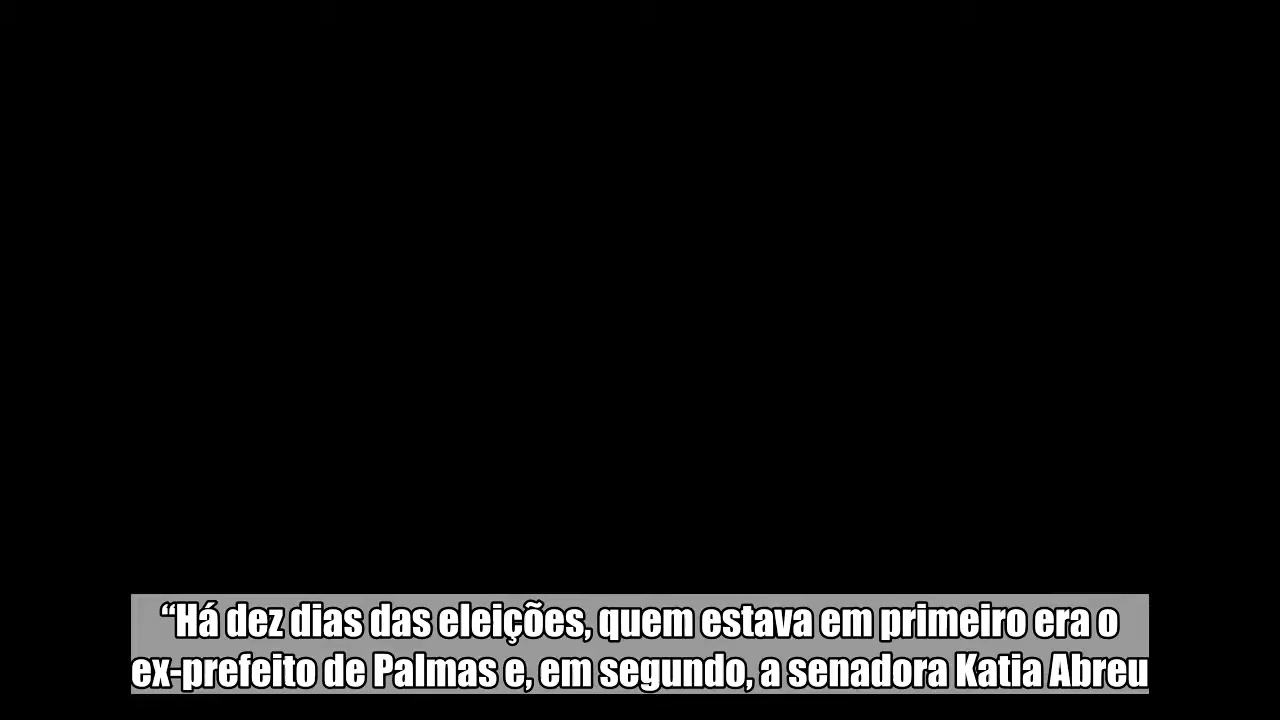 “Há dez dias das eleições, quem estava em primeiro era o
ex-prefeito de Palmas e, em segundo, a senadora Katia Abreu